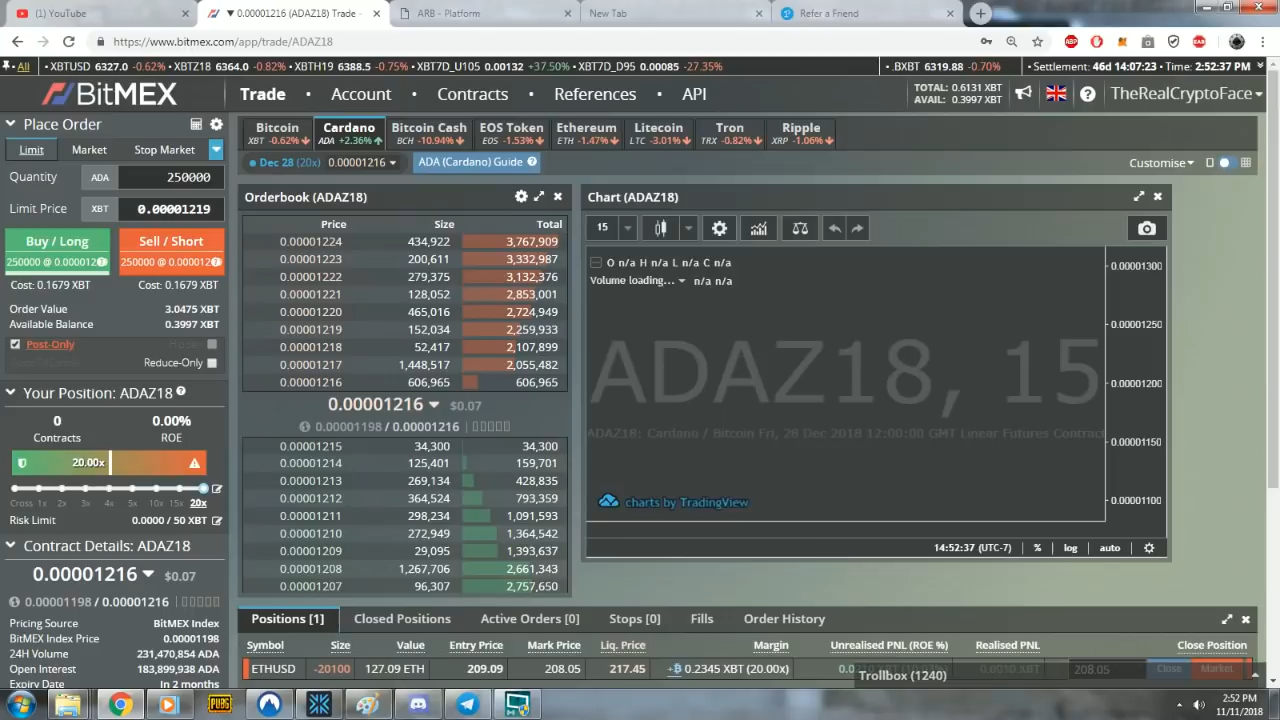 YouTube
0.00001216 (ADAZ18) Trade -
ARB - Platform
New Tab
Refer a Friend
https://www.bitmex.com/app/trade/ADAZ18
All XBTUSD 6327.0 -0.62% XBTZ18 6364.0 -0.82% XBTH19 6388.5 -0.75% XBT7D_U105 0.00132 +37.50% XBT7D_D95 0.00085 -27.35% .BXBT 6319.88 -0.70% Settlement: 46d 14:07:23 Time: 2:52:37 PM
BitMEX
Trade • Account • Contracts • References • API
TOTAL: 0.6131 XBT
AVAIL: 0.3997 XBT
TheRealCryptoFace
Place Order
Limit Market Stop Market
Quantity ADA 250000
Limit Price XBT 0.00001219
Buy / Long
250000 @ 0.000012
Sell / Short
250000 @ 0.000012
Cost: 0.1679 XBT Cost: 0.1679 XBT
Order Value 3.0475 XBT
Available Balance 0.3997 XBT
Post-Only Hidden
Reduce-Only
Your Position: ADAZ18
0 0.00%
Contracts ROE
20.00x
Cross 1x 2x 3x 4x 5x 10x 15x 20x
Risk Limit 0.0000 / 50 XBT
Contract Details: ADAZ18
0.00001216 $0.07
0.00001198 / 0.00001216
Pricing Source BitMEX Index
BitMEX Index Price 0.00001198
24H Volume 231,470,854 ADA
Open Interest 183,899,938 ADA
Expiry Date In 2 months
Bitcoin Cardano Bitcoin Cash EOS Token Ethereum Litecoin Tron Ripple
XBT -0.62% ADA +2.36% BCH -10.94% EOS -1.53% ETH -1.47% LTC -3.01% TRX -0.82% XRP -1.06%
Dec 28 (20x) 0.00001216
ADA (Cardano) Guide
Customise
Orderbook (ADAZ18)
Price Size Total
0.00001224 434,922 3,767,909
0.00001223 200,611 3,332,987
0.00001222 279,375 3,132,376
0.00001221 128,052 2,853,001
0.00001220 465,016 2,724,949
0.00001219 152,034 2,259,933
0.00001218 52,417 2,107,899
0.00001217 1,448,517 2,055,482
0.00001216 606,965 606,965
0.00001216 $0.07
0.00001198 / 0.00001216
0.00001215 34,300 34,300
0.00001214 125,401 159,701
0.00001213 269,134 428,835
0.00001212 364,524 793,359
0.00001211 298,234 1,091,593
0.00001210 272,949 1,364,542
0.00001209 29,095 1,393,637
0.00001208 1,267,706 2,661,343
0.00001207 96,307 2,757,650
Chart (ADAZ18)
15
O n/a H n/a L n/a C n/a
Volume loading... n/a n/a
ADAZ18, 15
ADAZ18: Cardano / Bitcoin Fri, 28 Dec 2018 12:00:00 GMT Linear Futures Contract
charts by TradingView
0.00001300
0.00001250
0.00001200
0.00001150
0.00001100
14:52:37 (UTC-7) % log auto
Positions [1] Closed Positions Active Orders [0] Stops [0] Fills Order History
Symbol Size Value Entry Price Mark Price Liq. Price Margin Unrealised PNL (ROE %) Realised PNL Close Position
ETHUSD -20100 127.09 ETH 209.09 208.05 217.45 0.2345 XBT (20.00x) 208.05 Close Market
Trollbox (1240)
PUBG
2:52 PM
11/11/2018